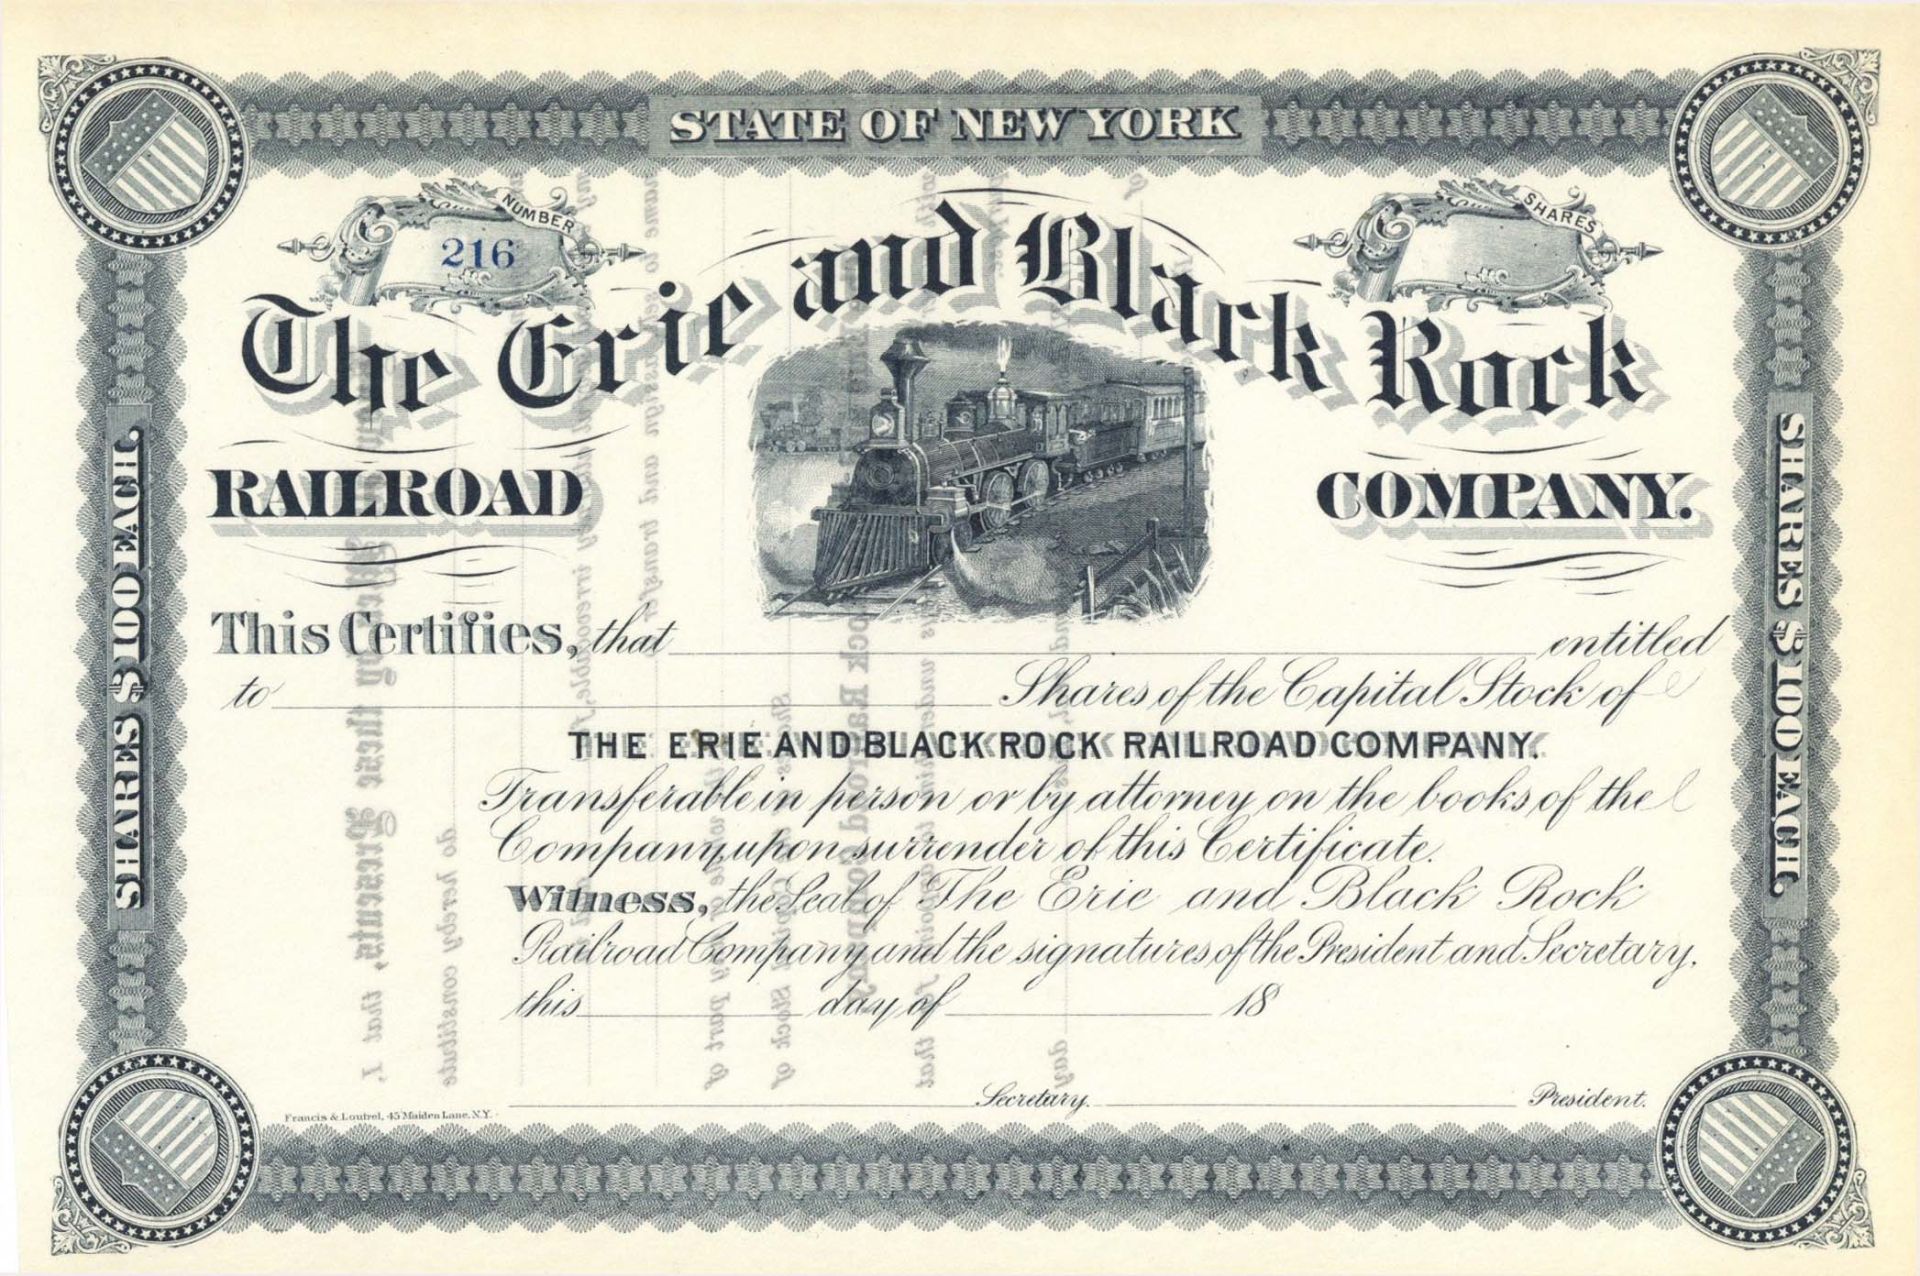 STATE OF NEW YORK
NUMBER
216
SHARES
The Erie and Black Rock
RAILROAD COMPANY.
SHARES $100 EACH.
SHARES $100 EACH.
This Certifies, that entitled
to Shares of the Capital Stock of
THE ERIE AND BLACK ROCK RAILROAD COMPANY.
Transferable in person or by attorney on the books of the
Company upon surrender of this Certificate.
Witness, the Seal of The Erie and Black Rock
Railroad Company and the signatures of the President and Secretary,
this day of 18
Secretary. President.
Francis & Loutrel, 45 Maiden Lane, N.Y.